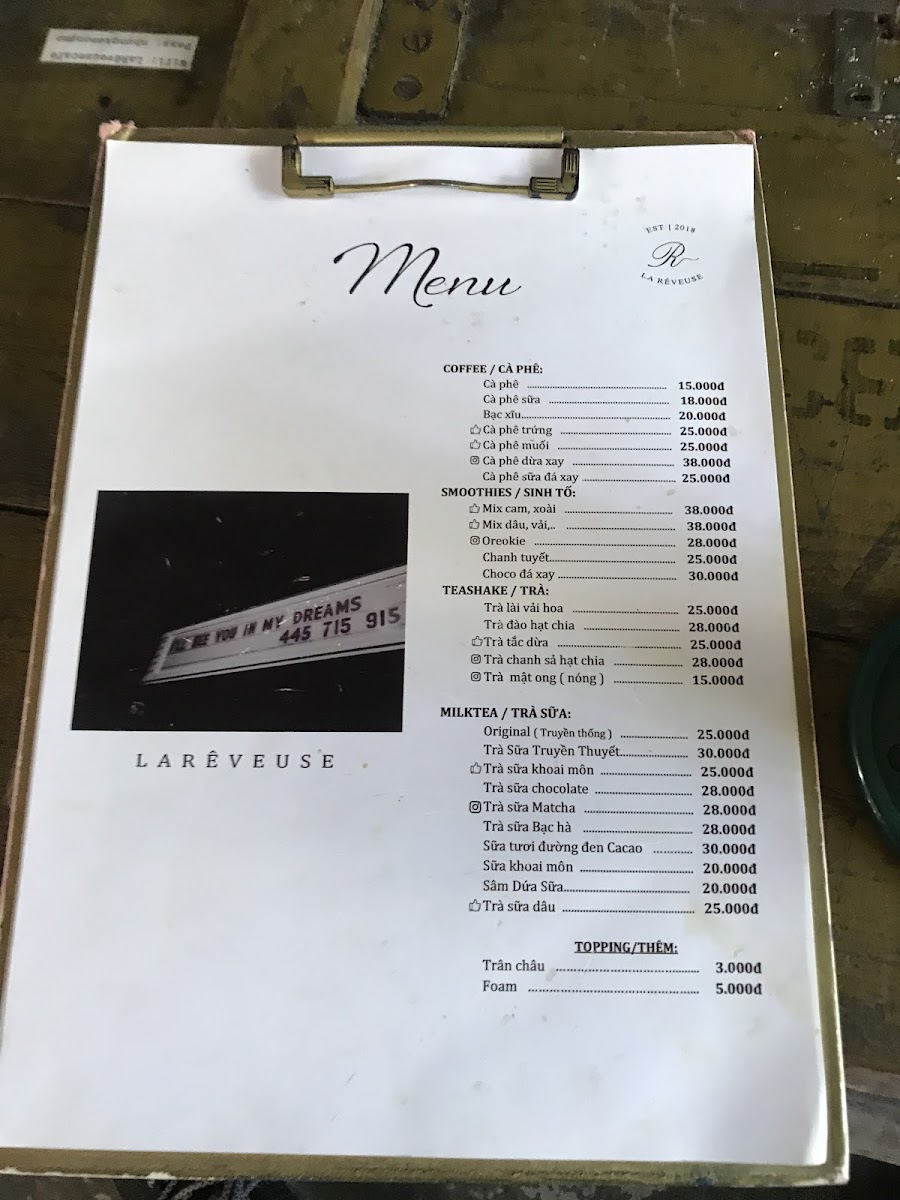 Wifi: LaRêveusecafe
Menu
EST | 2018
R
LA RÊVEUSE
COFFEE / CÀ PHÊ:
Cà phê ........ 15.000đ
Cà phê sữa ........ 18.000đ
Bạc xĩu........ 20.000đ
Cà phê trứng ........ 25.000đ
Cà phê muối ........ 25.000đ
Cà phê dừa xay ........ 38.000đ
Cà phê sữa đá xay ........ 25.000đ
SMOOTHIES / SINH TỐ:
Mix cam, xoài ........ 38.000đ
Mix dâu, vải,.. ........ 38.000đ
Oreokie ........ 28.000đ
Chanh tuyết........ 25.000đ
Choco đá xay ........ 30.000đ
TEASHAKE / TRÀ:
Trà lài vải hoa ........ 25.000đ
Trà đào hạt chia ........ 28.000đ
Trà tắc dừa ........ 25.000đ
Trà chanh sả hạt chia ........ 28.000đ
Trà mật ong ( nóng ) ........ 15.000đ
MILKTEA / TRÀ SỮA:
Original ( Truyền thống ) ........ 25.000đ
Trà Sữa Truyền Thuyết........ 30.000đ
Trà sữa khoai môn ........ 25.000đ
Trà sữa chocolate ........ 28.000đ
Trà sữa Matcha ........ 28.000đ
Trà sữa Bạc hà ........ 28.000đ
Sữa tươi đường đen Cacao ........ 30.000đ
Sữa khoai môn ........ 20.000đ
Sâm Dứa Sữa........ 20.000đ
Trà sữa dâu ........ 25.000đ
TOPPING/THÊM:
Trân châu ........ 3.000đ
Foam ........ 5.000đ
I'LL SEE YOU IN MY DREAMS
445 715 915
LARÊVEUSE